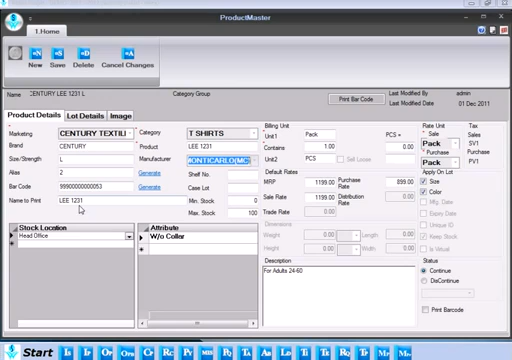 ProductMaster
1.Home
New Save Delete Cancel Changes
Name CENTURY LEE 1231 L Category Group
Print Bar Code
Last Modified By admin
Last Modified Date 01 Dec 2011
Product Details Lot Details Image
Marketing CENTURY TEXTILI
Category T SHIRTS
Brand CENTURY
Product LEE 1231
Size/Strength L
Manufacturer MONTICARLO(MC)
Alias 2 Generate
Shelf No.
Bar Code 9990000000053 Generate
Case Lot
Name to Print LEE 1231
Min. Stock 0
Max. Stock 100
Stock Location
Head Office
Attribute
W/o Collar
Billing Unit
Unit1 Pack PCS =
Contains 1.00 0.00
Unit2 PCS Sell Loose
Default Rates
MRP 1199.00 Purchase Rate 899.00
Sale Rate 1199.00 Distribution Rate 0.00
Trade Rate 0.00
Dimensions
Weight 0.00 Length 0.00
Height 0.00 Width 0.00
Description
For Adults 24-60
Rate Unit Tax
Sale Sales
Pack SV1
Purchase Purchase
Pack PV1
Apply On Lot
Size
Color
Mfg. Date
Expiry Date
Unique ID
Keep Stock
Is Virtual
Status
Continue
DisContinue
Print Barcode
Start